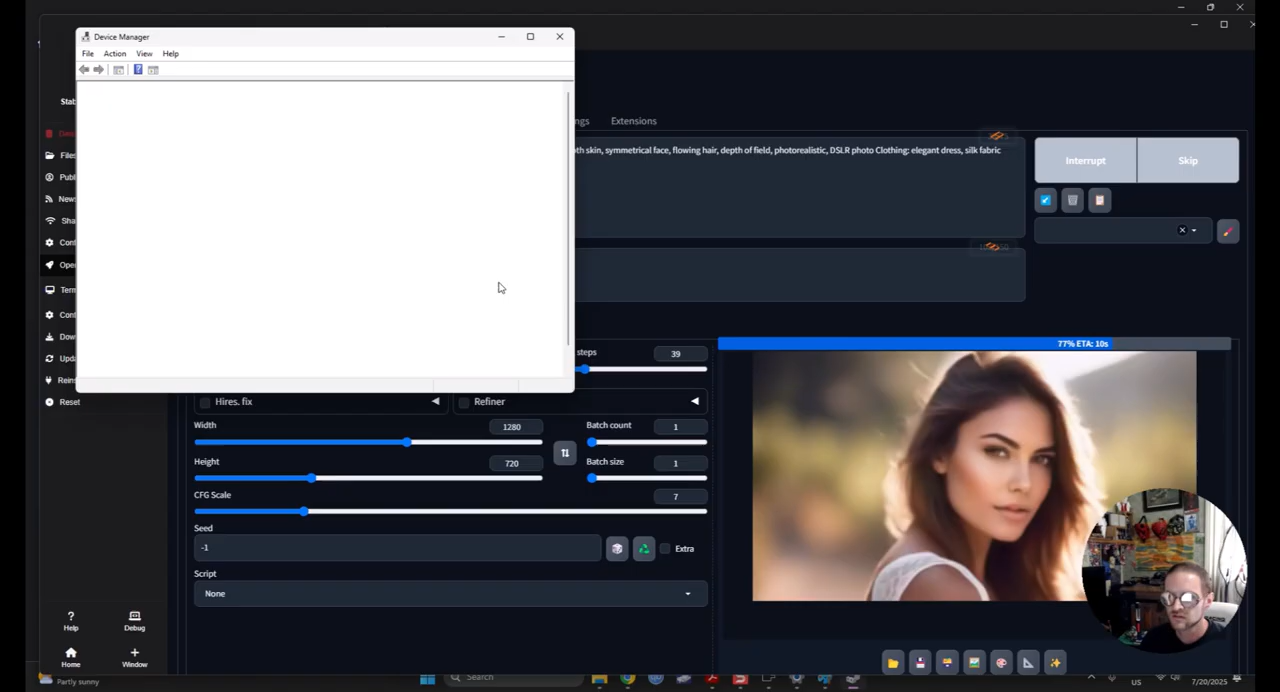 Device Manager
File Action View Help
Extensions
th skin, symmetrical face, flowing hair, depth of field, photorealistic, DSLR photo Clothing: elegant dress, silk fabric
Interrupt Skip
steps 39
77% ETA: 10s
Hires. fix
Refiner
Width 1280
Batch count 1
Height 720
Batch size 1
CFG Scale 7
Seed
-1
Extra
Script
None
Reset
? Help
Debug
Home
Window
Partly sunny
Search
US
7/20/2025